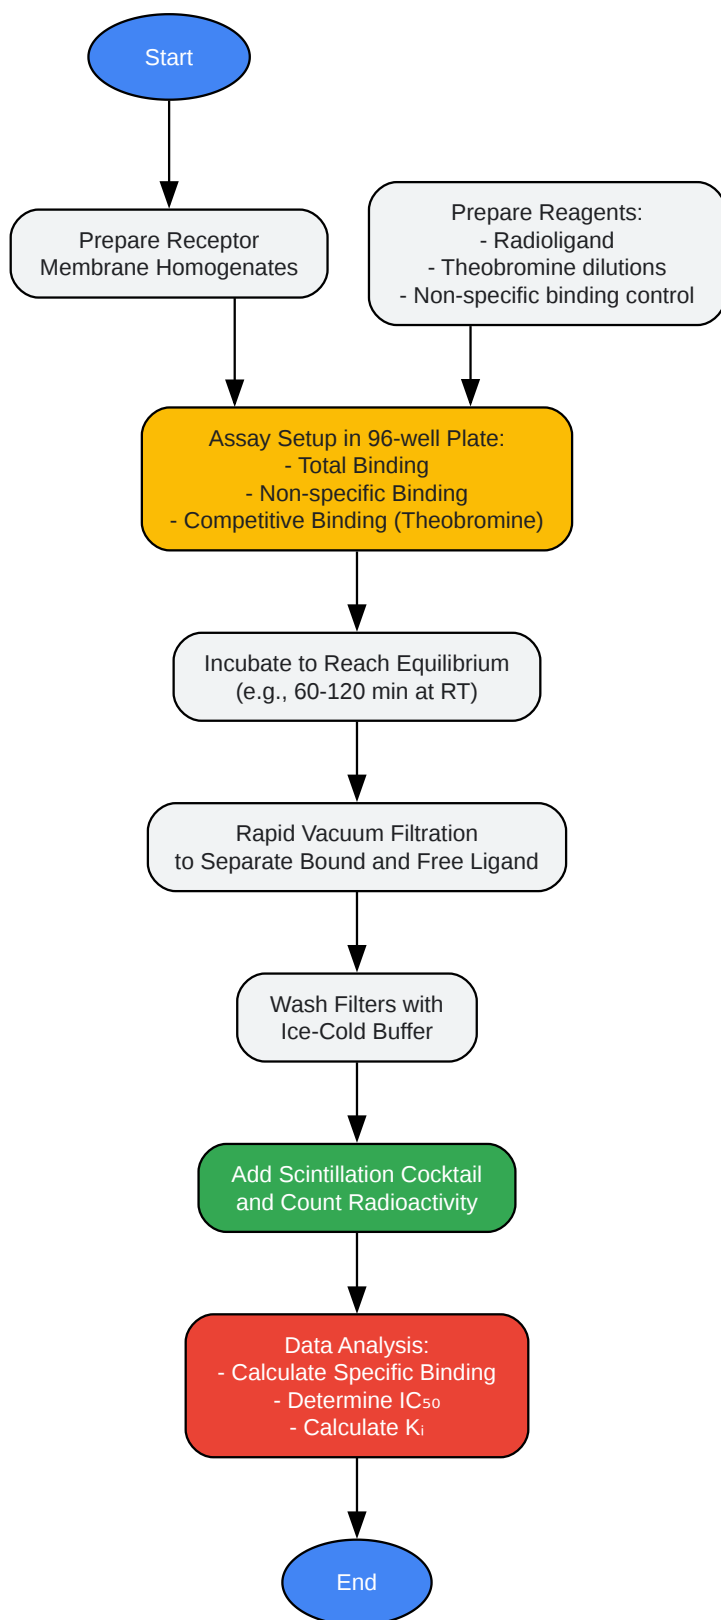 Start
Prepare Receptor
Membrane Homogenates
Prepare Reagents:
- Radioligand
- Theobromine dilutions
- Non-specific binding control
Assay Setup in 96-well Plate:
- Total Binding
- Non-specific Binding
- Competitive Binding (Theobromine)
Incubate to Reach Equilibrium
(e.g., 60-120 min at RT)
Rapid Vacuum Filtration
to Separate Bound and Free Ligand
Wash Filters with
Ice-Cold Buffer
Add Scintillation Cocktail
and Count Radioactivity
Data Analysis:
- Calculate Specific Binding
- Determine IC₅₀
- Calculate Kᵢ
End